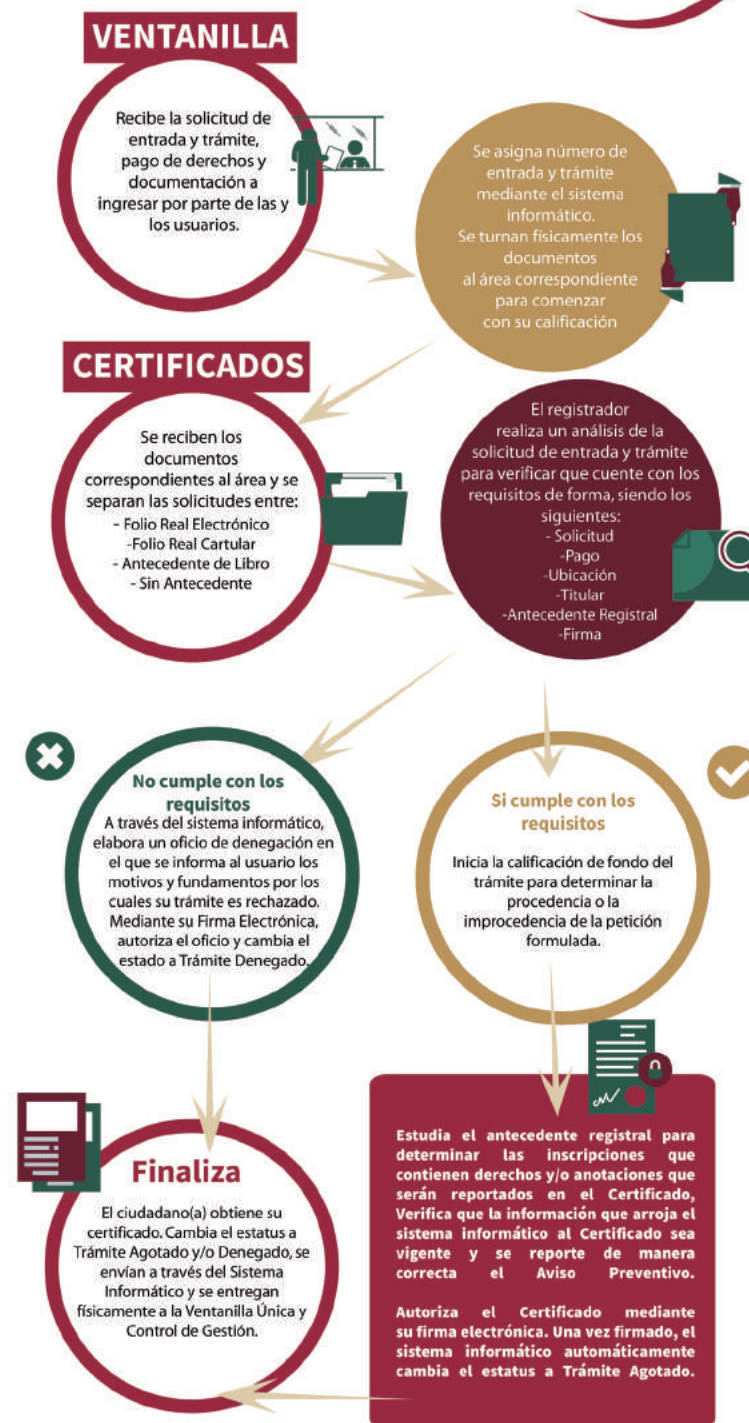 VENTANILLA
Recibe la solicitud de
entrada y trámite,
pago de derechos y
documentación a
ingresar por parte de las y
los usuarios.
Se asigna número de
entrada y trámite
mediante el sistema
informático.
Se turnan físicamente los
documentos
al área correspondiente
para comenzar
con su calificación
CERTIFICADOS
Se reciben los
documentos
correspondientes al área y se
separan las solicitudes entre:
- Folio Real Electrónico
-Folio Real Cartular
- Antecedente de Libro
- Sin Antecedente
El registrador
realiza un análisis de la
solicitud de entrada y trámite
para verificar que cuente con los
requisitos de forma, siendo los
siguientes:
- Solicitud
-Pago
-Ubicación
-Titular
-Antecedente Registral
-Firma
No cumple con los
requisitos
A través del sistema informático,
elabora un oficio de denegación en
el que se informa al usuario los
motivos y fundamentos por los
cuales su trámite es rechazado.
Mediante su Firma Electrónica,
autoriza el oficio y cambia el
estado a Trámite Denegado.
Si cumple con los
requisitos
Inicia la calificación de fondo del
trámite para determinar la
procedencia o la
improcedencia de la petición
formulada.
Estudia el antecedente registral para
determinar las inscripciones que
contienen derechos y/o anotaciones que
serán reportados en el Certificado,
Verifica que la información que arroja el
sistema informático al Certificado sea
vigente y se reporte de manera
correcta el Aviso Preventivo.
Autoriza el Certificado mediante
su firma electrónica. Una vez firmado, el
sistema informático automáticamente
cambia el estatus a Trámite Agotado.
Finaliza
El ciudadano(a) obtiene su
certificado. Cambia el estatus a
Trámite Agotado y/o Denegado, se
envían a través del Sistema
Informático y se entregan
físicamente a la Ventanilla Única y
Control de Gestión.